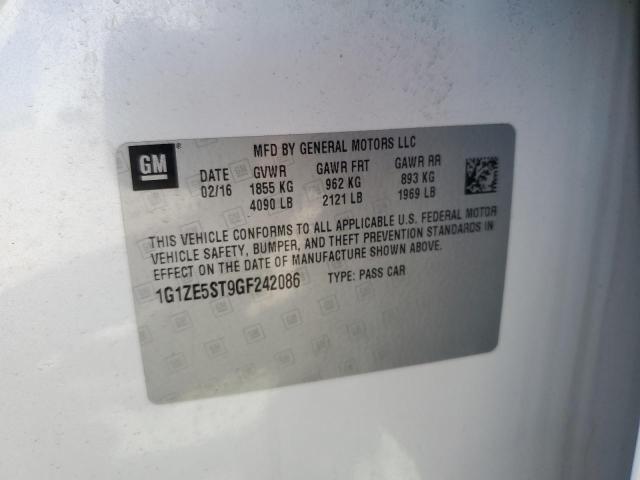 GM
MFD BY GENERAL MOTORS LLC
DATE GVWR GAWR FRT GAWR RR
02/16 1855 KG 962 KG 893 KG
4090 LB 2121 LB 1969 LB
THIS VEHICLE CONFORMS TO ALL APPLICABLE U.S. FEDERAL MOTOR
VEHICLE SAFETY, BUMPER, AND THEFT PREVENTION STANDARDS IN
EFFECT ON THE DATE OF MANUFACTURE SHOWN ABOVE.
1G1ZE5ST9GF242086 TYPE: PASS CAR